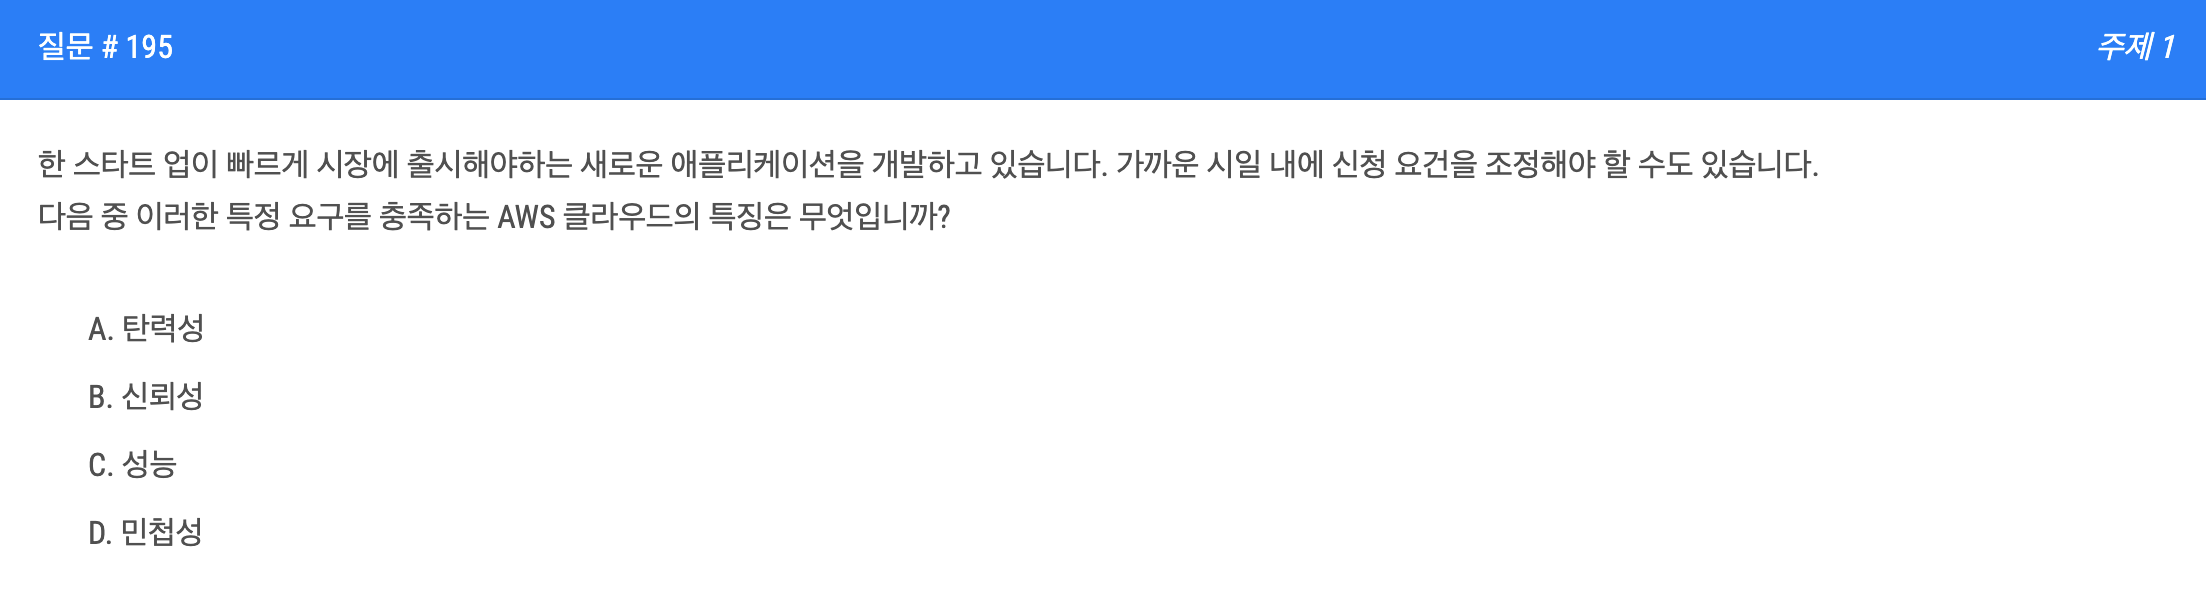 질문 # 195
주제 1
한 스타트 업이 빠르게 시장에 출시해야하는 새로운 애플리케이션을 개발하고 있습니다. 가까운 시일 내에 신청 요건을 조정해야 할 수도 있습니다.
다음 중 이러한 특정 요구를 충족하는 AWS 클라우드의 특징은 무엇입니까?
A. 탄력성
B. 신뢰성
C. 성능
D. 민첩성